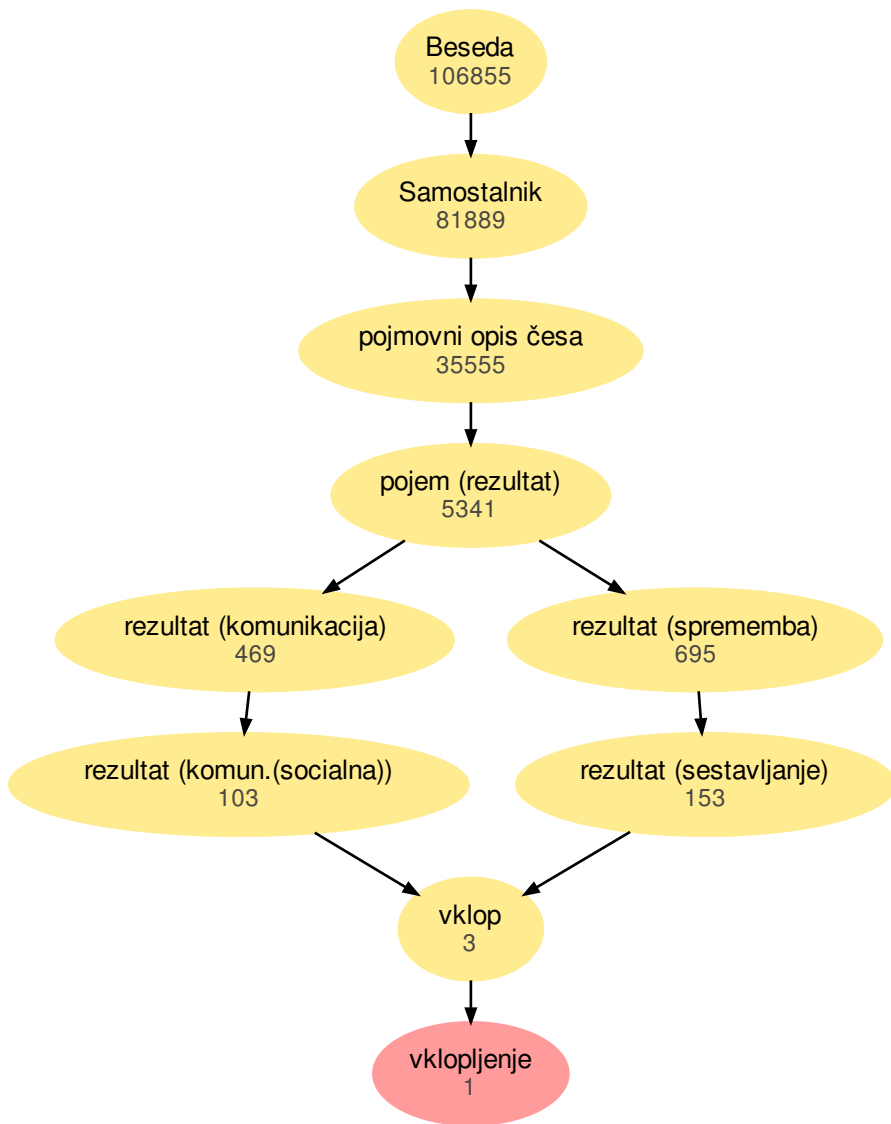 Beseda
106855
Samostalnik
81889
pojmovni opis česa
35555
pojem (rezultat)
5341
rezultat (komunikacija)
469
rezultat (sprememba)
695
rezultat (komun.(socialna))
103
rezultat (sestavljanje)
153
vklop
3
vklopljenje
1